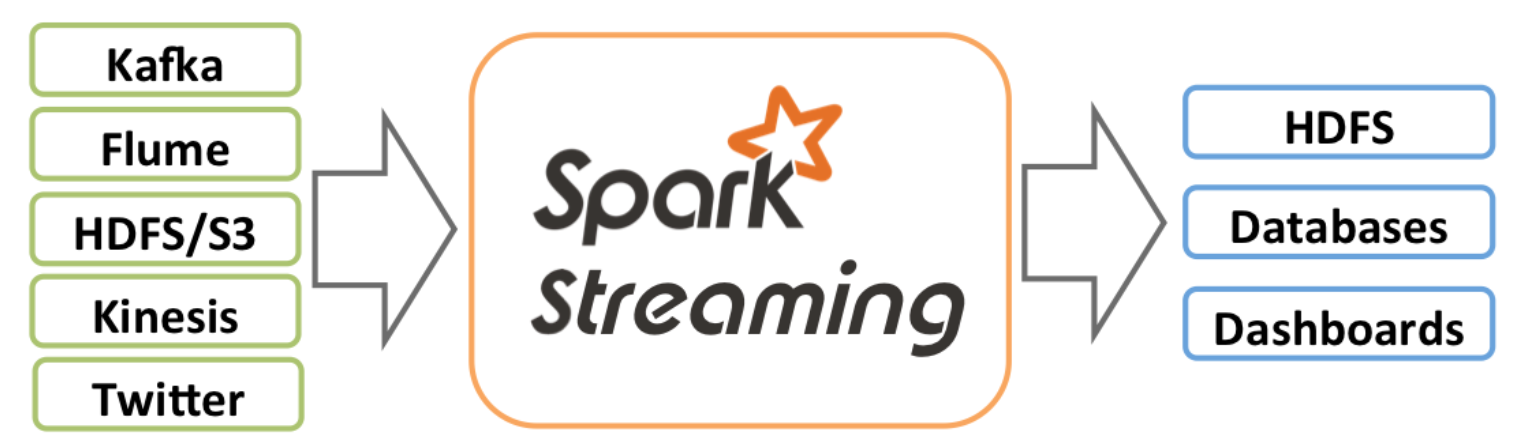 Kafka
Flume
HDFS/S3
Kinesis
Twitter
Spark
Streaming
HDFS
Databases
Dashboards